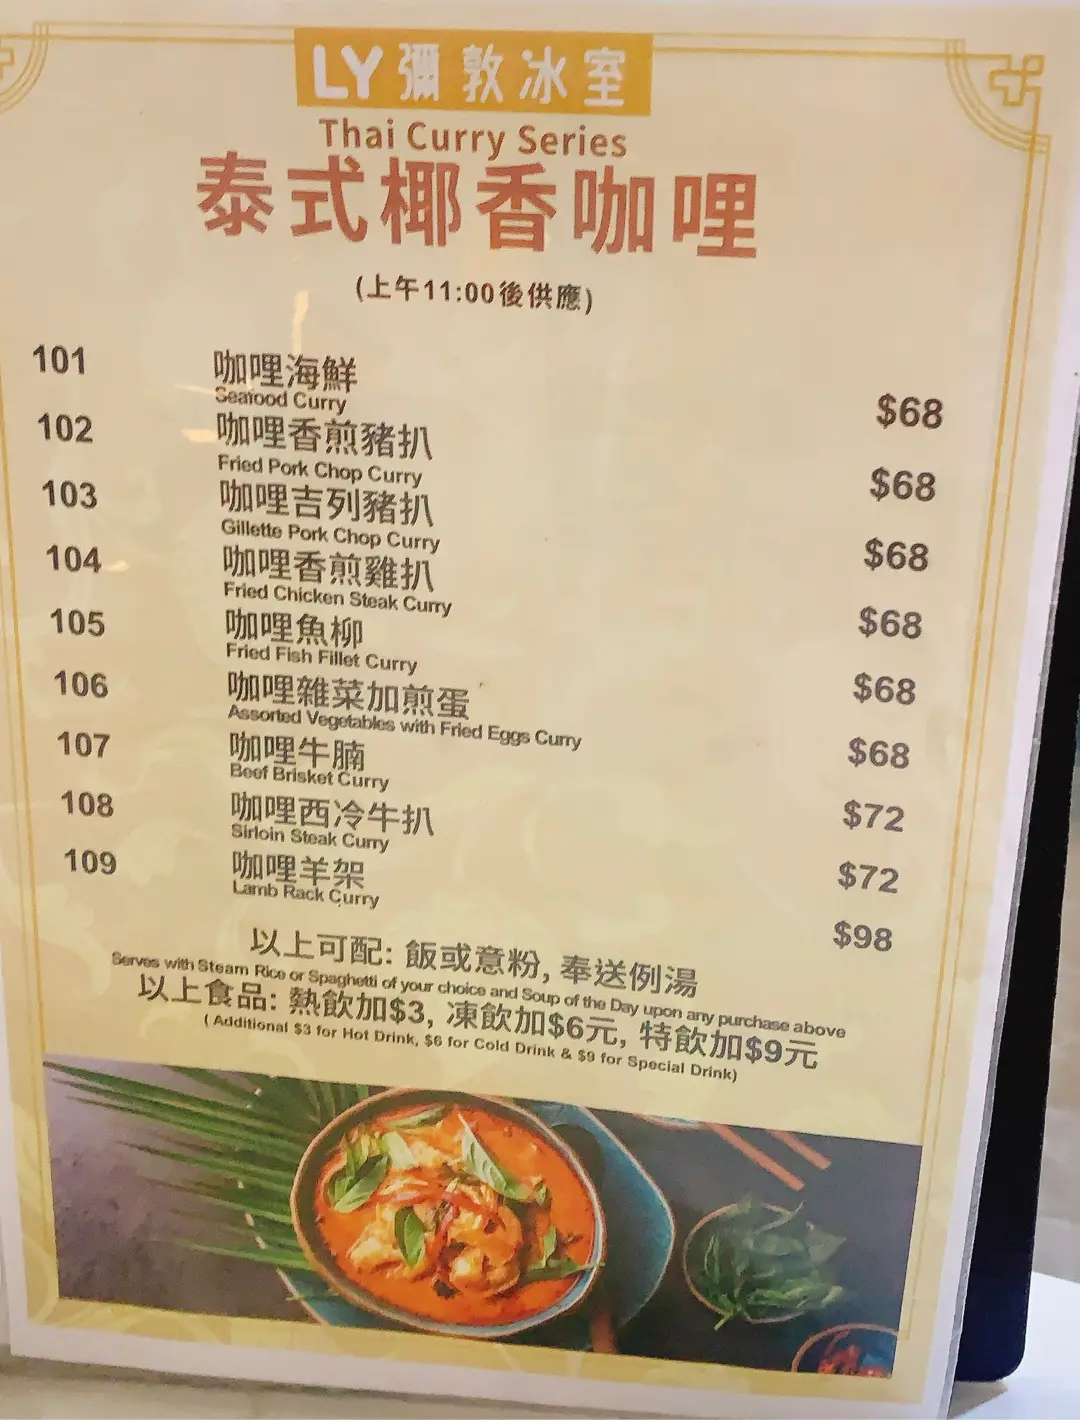 LY 彌敦冰室
Thai Curry Series
泰式椰香咖哩
(上午11:00後供應)
101 咖哩海鮮 $68
Seafood Curry
102 咖哩香煎豬扒 $68
Fried Pork Chop Curry
103 咖哩吉列豬扒 $68
Gillette Pork Chop Curry
104 咖哩香煎雞扒 $68
Fried Chicken Steak Curry
105 咖哩魚柳 $68
Fried Fish Fillet Curry
106 咖哩雜菜加煎蛋 $68
Assorted Vegetables with Fried Eggs Curry
107 咖哩牛腩 $72
Beef Brisket Curry
108 咖哩西冷牛扒 $72
Sirloin Steak Curry
109 咖哩羊架 $98
Lamb Rack Curry
以上可配: 飯或意粉, 奉送例湯
Serves with Steam Rice or Spaghetti of your choice and Soup of the Day upon any purchase above
以上食品: 熱飲加$3, 凍飲加$6元, 特飲加$9元
( Additional $3 for Hot Drink, $6 for Cold Drink & $9 for Special Drink)